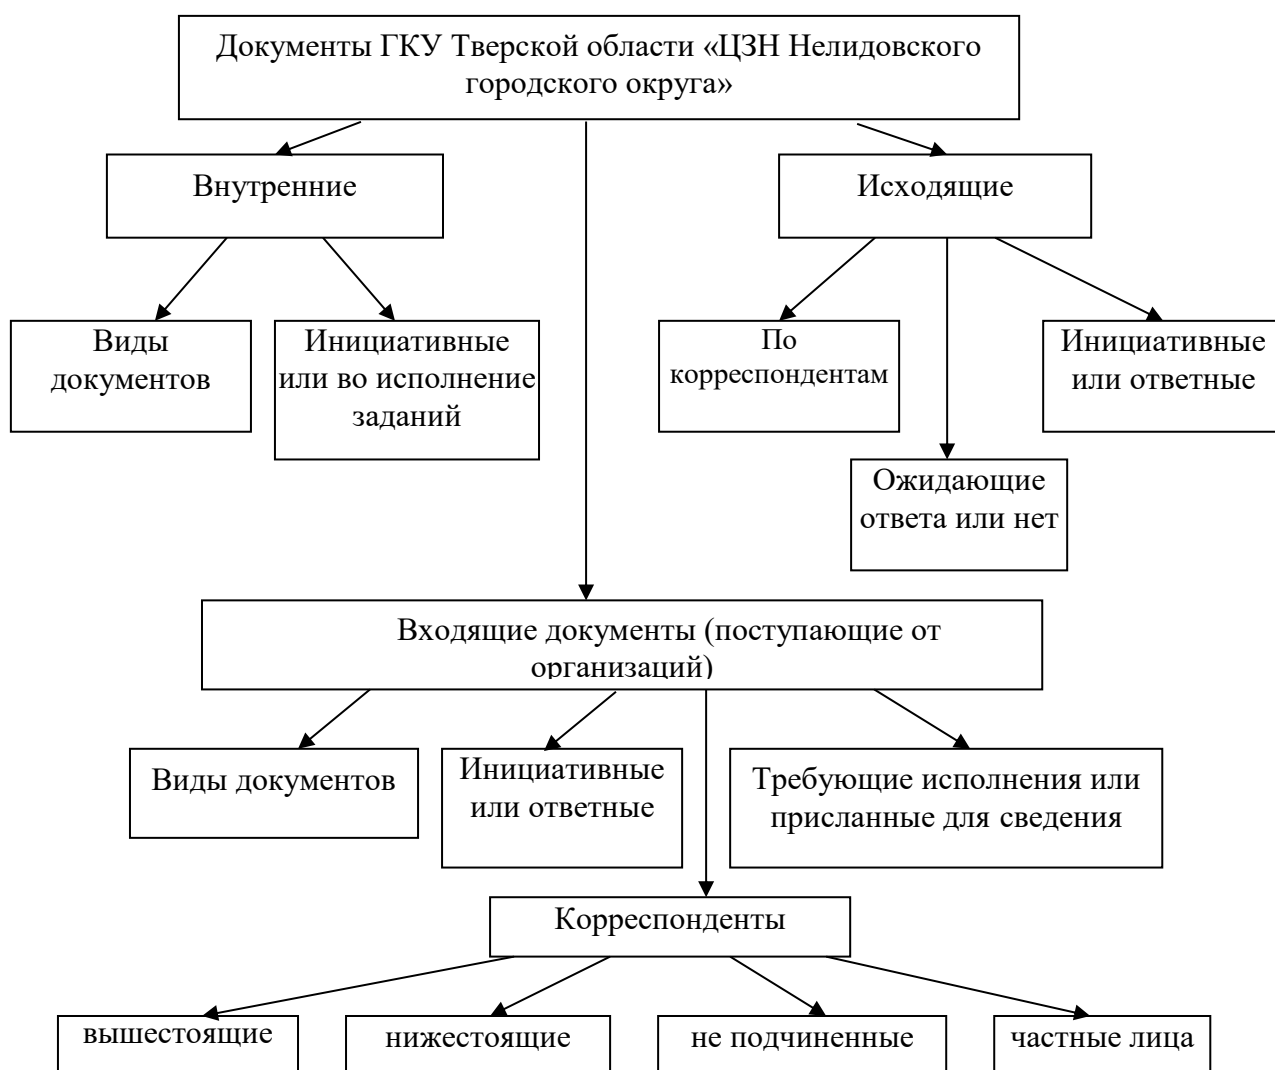 Документы ГКУ Тверской области «ЦЗН Нелидовского
городского округа»
Внутренние
Исходящие
Виды
документов
Инициативные
или во исполнение
заданий
По
корреспондентам
Инициативные
или ответные
Ожидающие
ответа или нет
Входящие документы (поступающие от
организаций)
Виды документов
Инициативные
или ответные
Требующие исполнения или
присланные для сведения
Корреспонденты
вышестоящие
нижестоящие
не подчиненные
частные лица